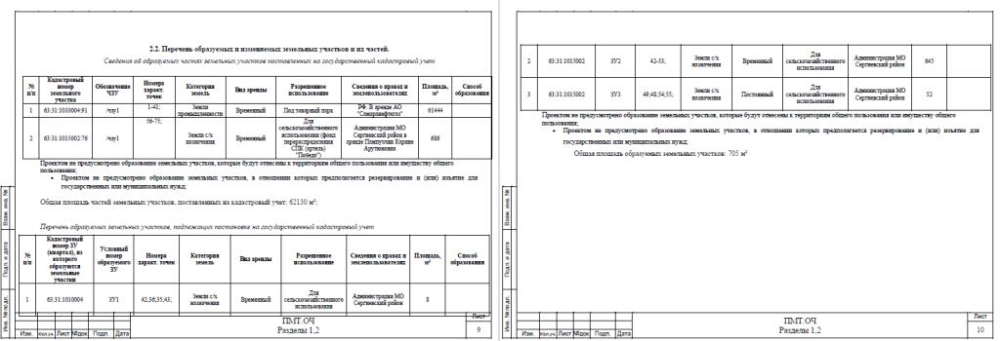 2.2. Перечень образуемых и изменяемых земельных участков и их частей.
Сведения об образуемых частях земельных участков поставленных на государственный кадастровый учет
№ п/п Кадастровый номер земельного участка Обозначение ЧЗУ Номера характ. точек Категория земель Вид аренды Разрешенное использование Сведения о правах и землепользователях Площадь, м² Способ образования
1 63:31:1010004:91 /чзу1 1-41; Земли промышленности Временный Под товарный парк РФ. В аренде АО "Самаранефтегаз" 61444
2 63:31:1015002:76 /чзу1 56-75; Земли с/х назначения Временный Для сельскохозяйственного использования (фонд перераспределения СПК (артель) "Победа") Администрация МО Сергиевский район в аренде Пашуткин Карине Арутюновна 686
Проектом не предусмотрено образование земельных участков, которые будут отнесены к территориям общего пользования или имуществу общего
пользования;
• Проектом не предусмотрено образование земельных участков, в отношении которых предполагается резервирование и (или) изъятие для
государственных или муниципальных нужд;
Общая площадь частей земельных участков, поставленных на кадастровый учет: 62130 м²;
Перечень образуемых земельных участков, подлежащих постановке на государственный кадастровый учет
№ п/п Кадастровый номер ЗУ (квартал), из которого образуются земельные участки Условный номер образуемого ЗУ Номера характ. точек Категория земель Вид аренды Разрешенное использование Сведения о правах и землепользователях Площадь, м² Способ образования
1 63:31:1010004 ЗУ1 42;36;35;43; Земли с/х назначения Временный Для сельскохозяйственного использования Администрация МО Сергиевский район 8
Взам. инв. №
Подп. и дата
Инв. № подл.
Изм. Кол.уч. Лист №док Подп. Дата
ПМТ.ОЧ
Разделы 1,2
Лист
9
2 63:31:1015002 ЗУ2 42-53; Земли с/х назначения Временный Для сельскохозяйственного использования Администрация МО Сергиевский район 645
3 63:31:1015002 ЗУ3 49;48;54;55; Земли с/х назначения Постоянный Для сельскохозяйственного использования Администрация МО Сергиевский район 52
Проектом не предусмотрено образование земельных участков, которые будут отнесены к территориям общего пользования или имуществу общего
пользования;
• Проектом не предусмотрено образование земельных участков, в отношении которых предполагается резервирование и (или) изъятие для
государственных или муниципальных нужд;
Общая площадь образуемых земельных участков: 705 м²
Взам. инв. №
Подп. и дата
Инв. № подл.
Изм. Кол.уч. Лист №док Подп. Дата
ПМТ.ОЧ
Разделы 1,2
Лист
10